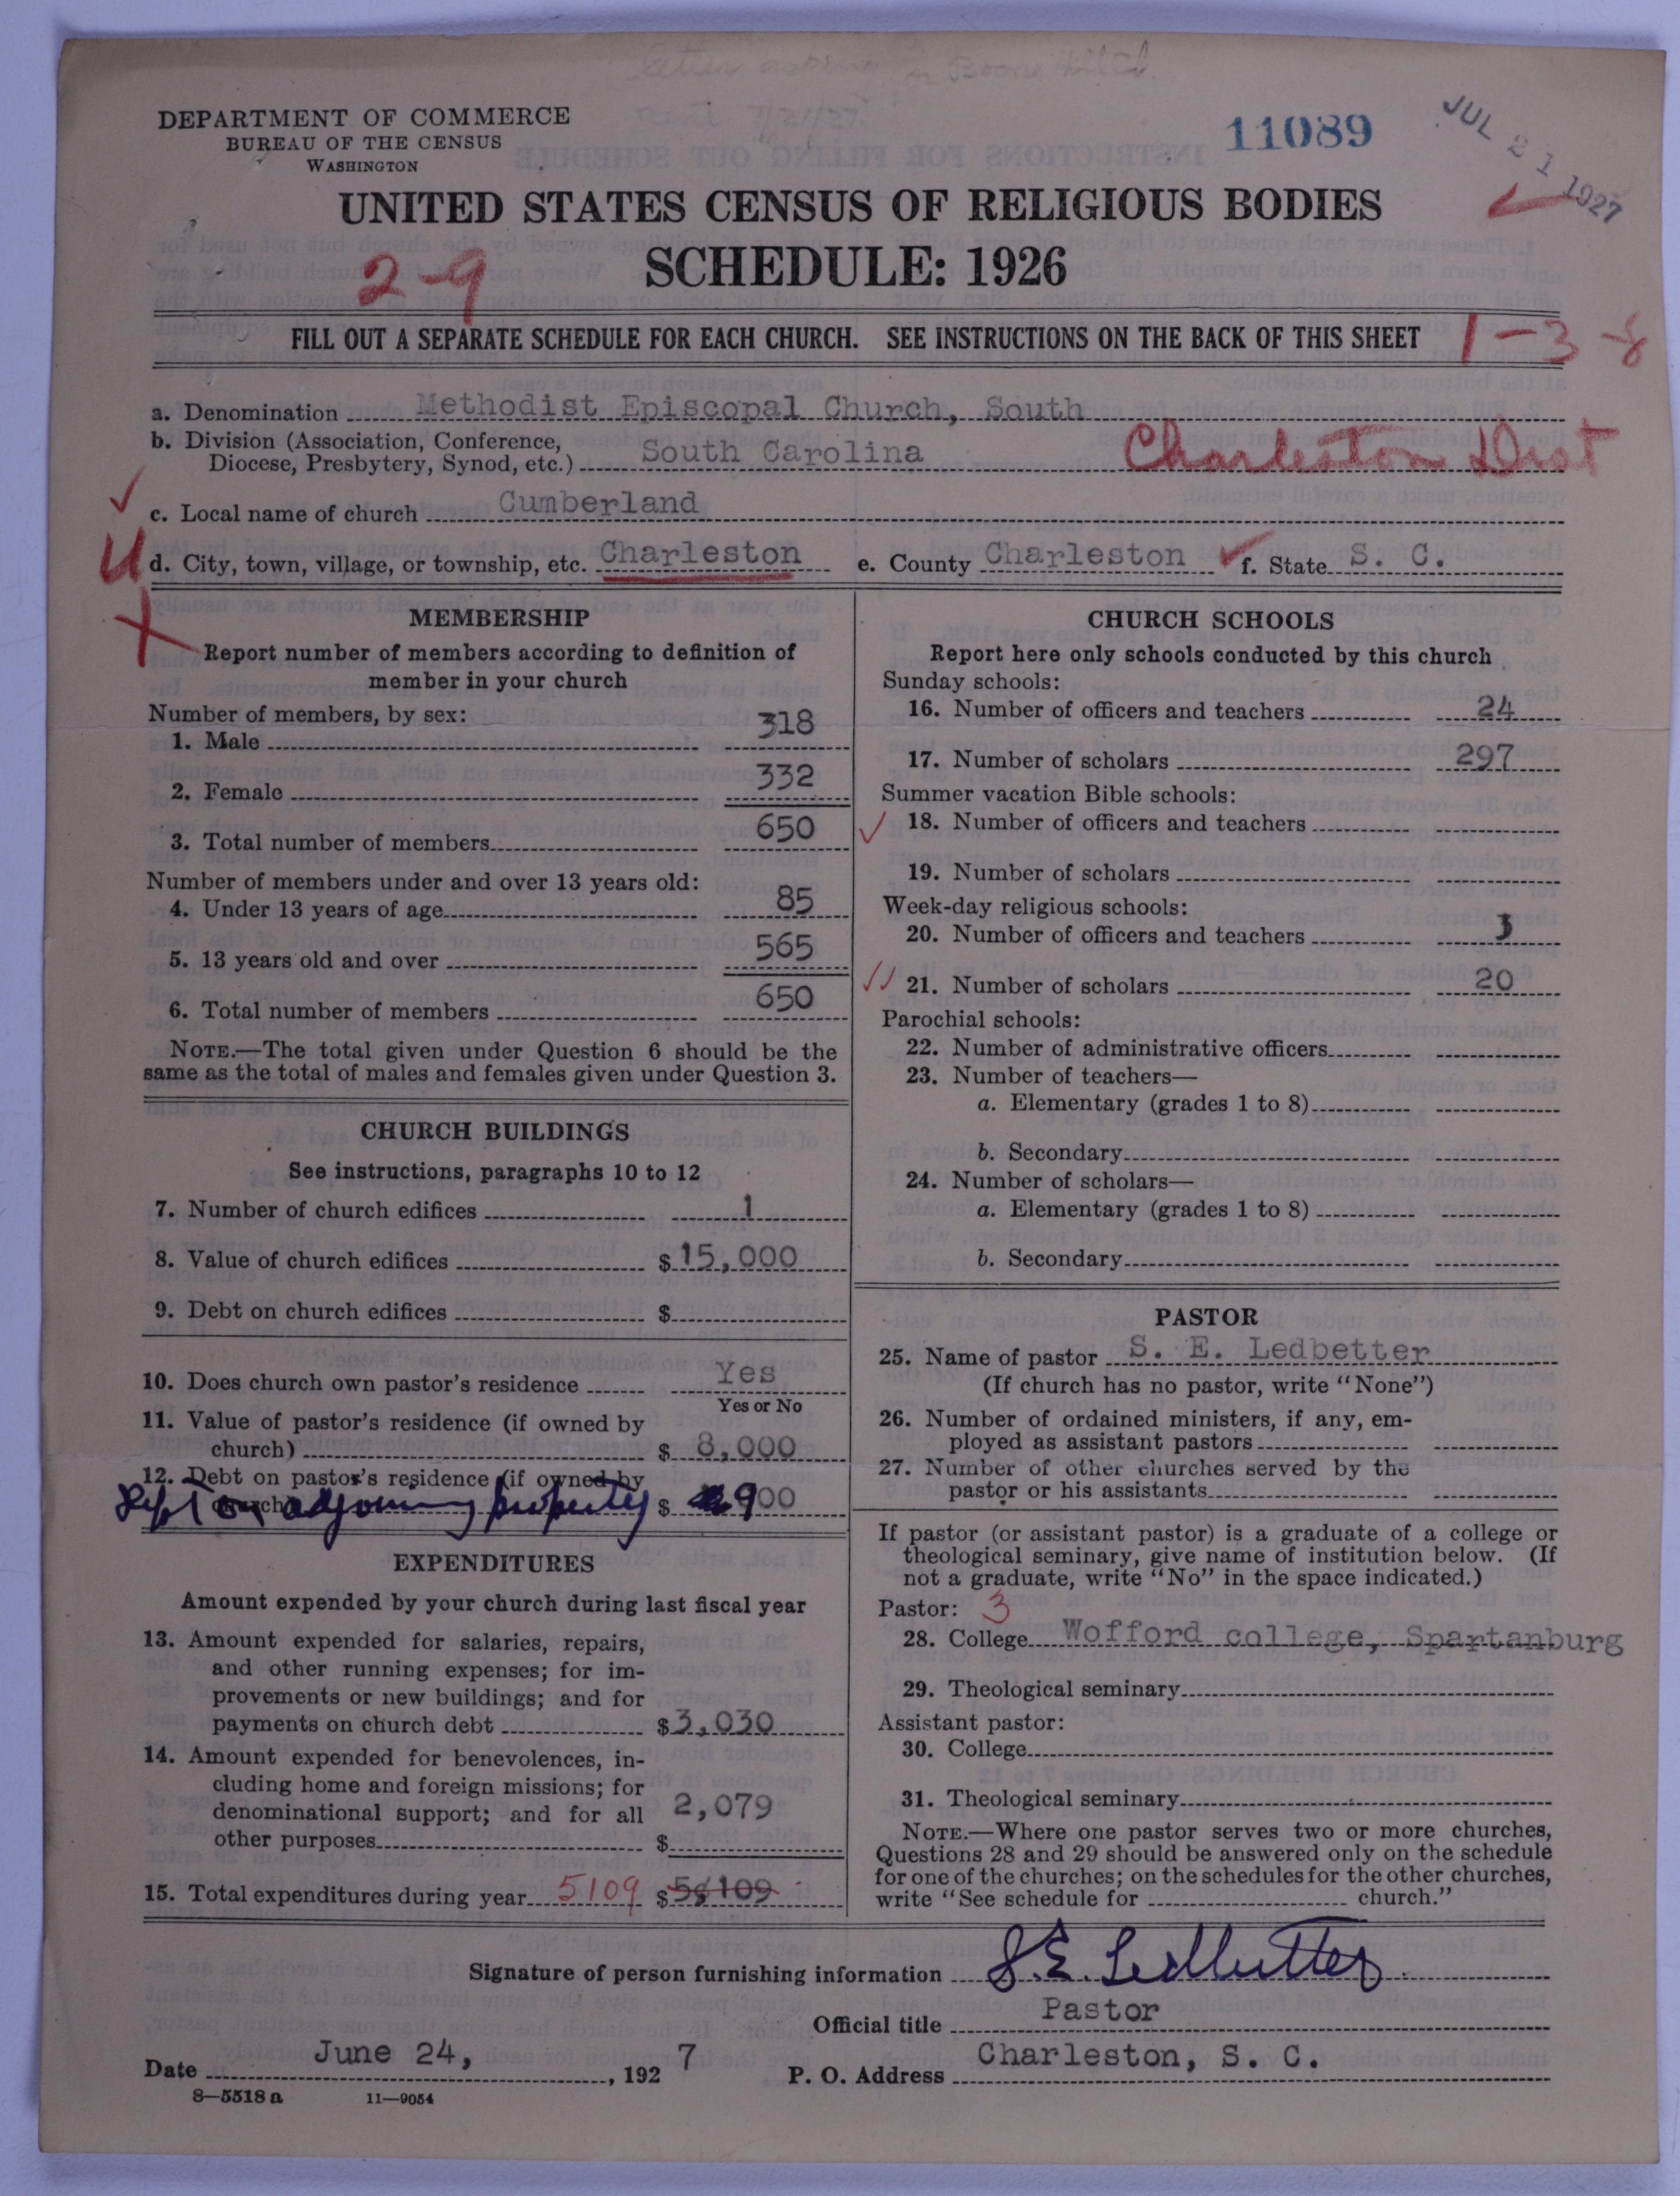 DEPARTMENT OF COMMERCE
BUREAU OF THE CENSUS
WASHINGTON
11089
JUL 21 1927
UNITED STATES CENSUS OF RELIGIOUS BODIES
SCHEDULE: 1926
2-9
FILL OUT A SEPARATE SCHEDULE FOR EACH CHURCH. SEE INSTRUCTIONS ON THE BACK OF THIS SHEET
1-3-8
a. Denomination Methodist Episcopal Church, South
b. Division (Association, Conference,
Diocese, Presbytery, Synod, etc.) South Carolina Charleston Dist
c. Local name of church Cumberland
U d. City, town, village, or township, etc. Charleston e. County Charleston f. State S. C.
MEMBERSHIP
Report number of members according to definition of
member in your church
Number of members, by sex:
1. Male 318
2. Female 332
3. Total number of members 650
Number of members under and over 13 years old:
4. Under 13 years of age 85
5. 13 years old and over 565
6. Total number of members 650
NOTE.—The total given under Question 6 should be the
same as the total of males and females given under Question 3.
CHURCH BUILDINGS
See instructions, paragraphs 10 to 12
7. Number of church edifices 1
8. Value of church edifices $15,000
9. Debt on church edifices $
10. Does church own pastor's residence Yes
Yes or No
11. Value of pastor's residence (if owned by
church) $ 8,000
12. Debt on pastor's residence (if owned by
church) on adjoining property $ 900
EXPENDITURES
Amount expended by your church during last fiscal year
13. Amount expended for salaries, repairs,
and other running expenses; for im-
provements or new buildings; and for
payments on church debt $3,030
14. Amount expended for benevolences, in-
cluding home and foreign missions; for
denominational support; and for all 2,079
other purposes $
15. Total expenditures during year 5109 $5,109
CHURCH SCHOOLS
Report here only schools conducted by this church
Sunday schools:
16. Number of officers and teachers 24
17. Number of scholars 297
Summer vacation Bible schools:
18. Number of officers and teachers
19. Number of scholars
Week-day religious schools:
20. Number of officers and teachers 3
21. Number of scholars 20
Parochial schools:
22. Number of administrative officers
23. Number of teachers—
a. Elementary (grades 1 to 8)
b. Secondary
24. Number of scholars—
a. Elementary (grades 1 to 8)
b. Secondary
PASTOR
25. Name of pastor S. E. Ledbetter
(If church has no pastor, write "None")
26. Number of ordained ministers, if any, em-
ployed as assistant pastors
27. Number of other churches served by the
pastor or his assistants
If pastor (or assistant pastor) is a graduate of a college or
theological seminary, give name of institution below. (If
not a graduate, write "No" in the space indicated.)
Pastor: 3
28. College Wofford college, Spartanburg
29. Theological seminary
Assistant pastor:
30. College
31. Theological seminary
NOTE.—Where one pastor serves two or more churches,
Questions 28 and 29 should be answered only on the schedule
for one of the churches; on the schedules for the other churches,
write "See schedule for church."
Signature of person furnishing information S. E. Ledbetter
Official title Pastor
Date June 24, 1927 P. O. Address Charleston, S. C.
8—5518 a 11—9054